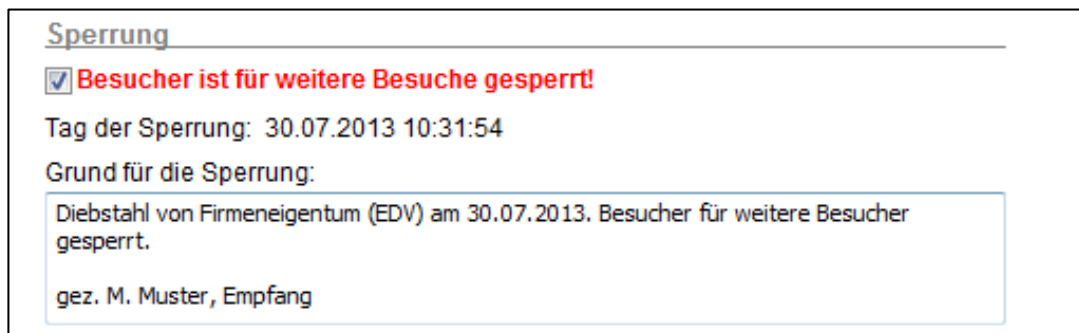 Sperrung
Besucher ist für weitere Besuche gesperrt!
Tag der Sperrung: 30.07.2013 10:31:54
Grund für die Sperrung:
Diebstahl von Firmeneigentum (EDV) am 30.07.2013. Besucher für weitere Besucher
gesperrt.
gez. M. Muster, Empfang